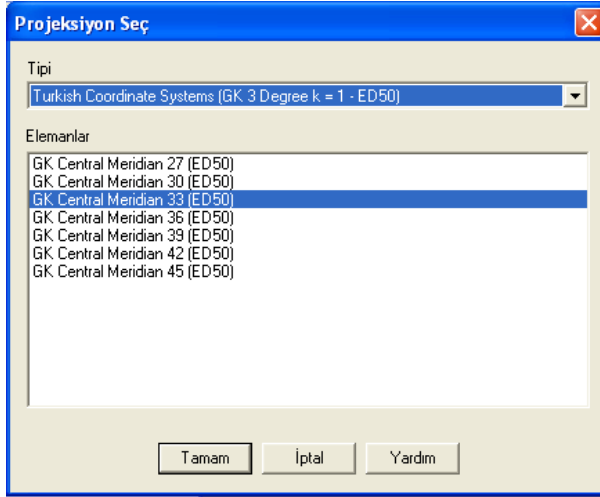 Projeksiyon Seç
Tipi
Turkish Coordinate Systems (GK 3 Degree k = 1 - ED50)
Elemanlar
GK Central Meridian 27 (ED50)
GK Central Meridian 30 (ED50)
GK Central Meridian 33 (ED50)
GK Central Meridian 36 (ED50)
GK Central Meridian 39 (ED50)
GK Central Meridian 42 (ED50)
GK Central Meridian 45 (ED50)
Tamam İptal Yardım